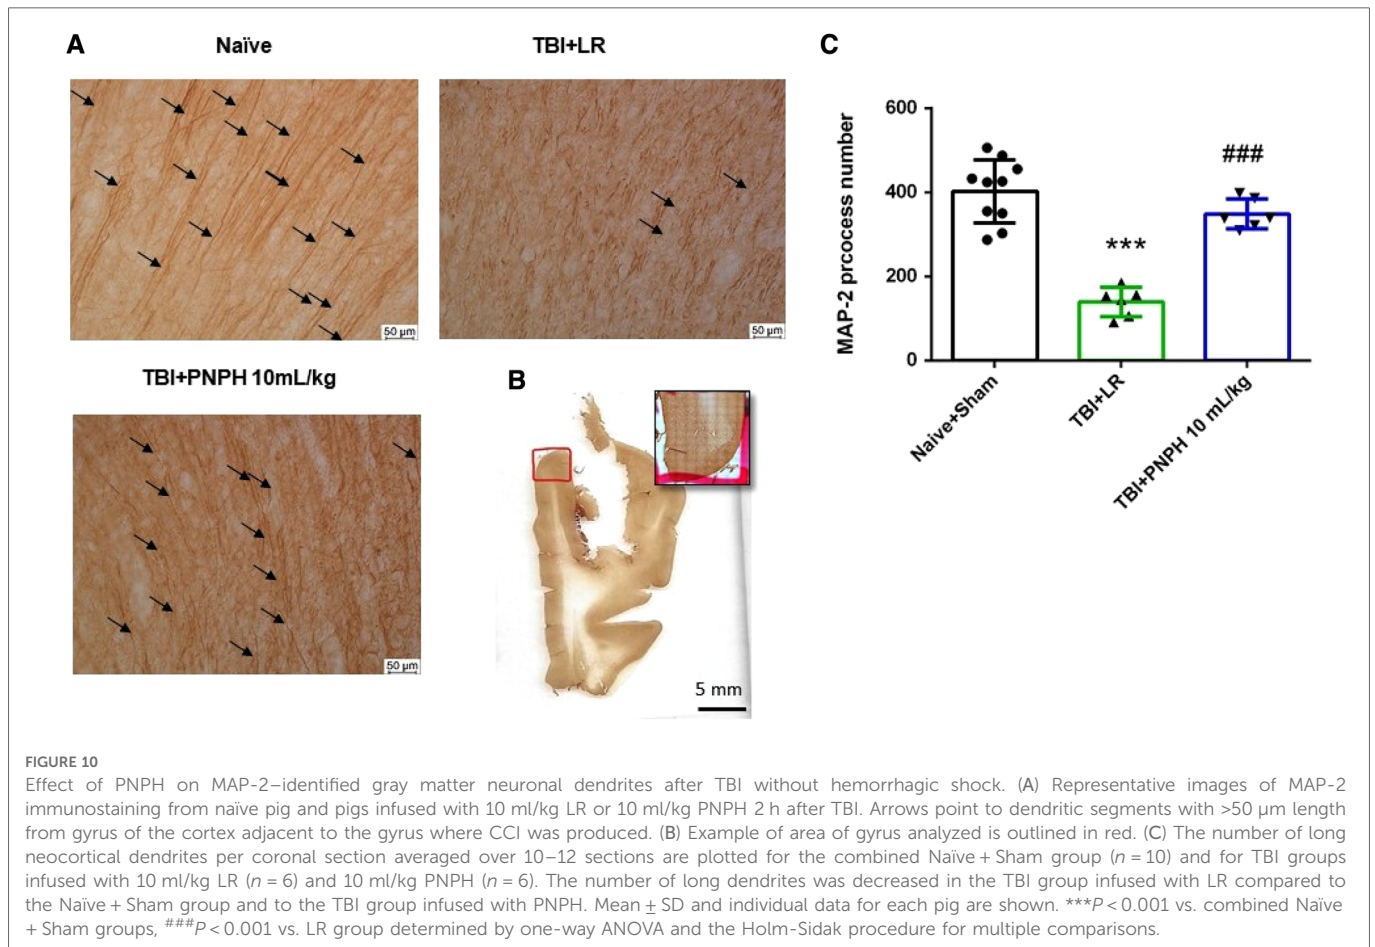 A
Naïve
TBI+LR
50 µm
50 µm
TBI+PNPH 10mL/kg
50 µm
B
5 mm
C
MAP-2 prcocess number
600
400
200
0
***
###
Naive+Sham
TBI+LR
TBI+PNPH 10 mL/kg
FIGURE 10
Effect of PNPH on MAP-2–identified gray matter neuronal dendrites after TBI without hemorrhagic shock. (A) Representative images of MAP-2
immunostaining from naïve pig and pigs infused with 10 ml/kg LR or 10 ml/kg PNPH 2 h after TBI. Arrows point to dendritic segments with >50 µm length
from gyrus of the cortex adjacent to the gyrus where CCI was produced. (B) Example of area of gyrus analyzed is outlined in red. (C) The number of long
neocortical dendrites per coronal section averaged over 10–12 sections are plotted for the combined Naïve + Sham group (n = 10) and for TBI groups
infused with 10 ml/kg LR (n = 6) and 10 ml/kg PNPH (n = 6). The number of long dendrites was decreased in the TBI group infused with LR compared to
the Naïve + Sham group and to the TBI group infused with PNPH. Mean ± SD and individual data for each pig are shown. ***P < 0.001 vs. combined Naïve
+ Sham groups, ###P < 0.001 vs. LR group determined by one-way ANOVA and the Holm-Sidak procedure for multiple comparisons.